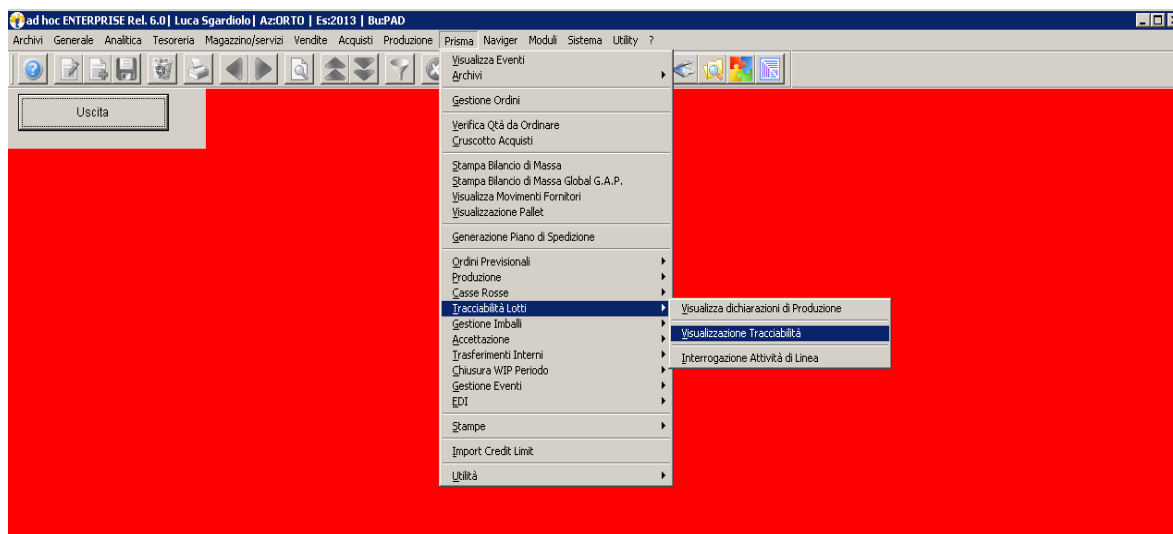 ad hoc ENTERPRISE Rel. 6.0| Luca Sgardiolo| Az:ORTO | Es:2013 | Bu:PAD
Archivi Generale Analitica Tesoreria Magazzino/servizi Vendite Acquisti Produzione Prisma Naviger Moduli Sistema Utility ?
Uscita
Visualizza Eventi
Archivi
Gestione Ordini
Verifica Qtà da Ordinare
Cruscotto Acquisti
Stampa Bilancio di Massa
Stampa Bilancio di Massa Global G.A.P.
Visualizza Movimenti Fornitori
Visualizzazione Pallet
Generazione Piano di Spedizione
Ordini Previsionali
Produzione
Casse Rosse
Tracciabilità Lotti
Gestione Imballi
Accettazione
Trasferimenti Interni
Chiusura WIP Periodo
Gestione Eventi
EDI
Stampe
Import Credit Limit
Utilità
Visualizza dichiarazioni di Produzione
Visualizzazione Tracciabilità
Interrogazione Attività di Linea